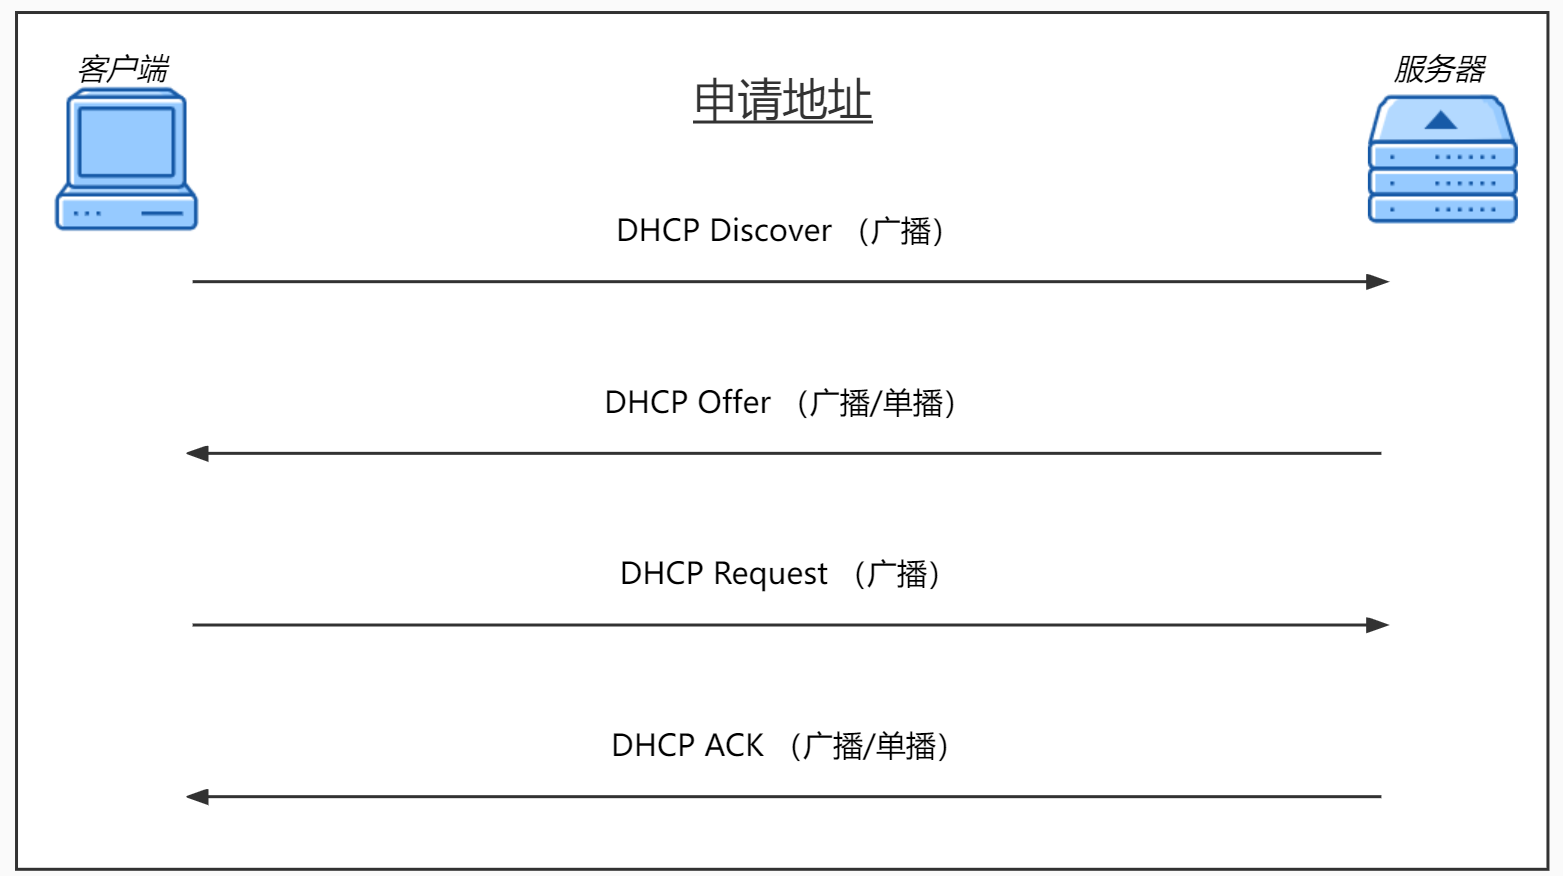 客户端
服务器
申请地址
DHCP Discover （广播）
DHCP Offer （广播/单播）
DHCP Request （广播）
DHCP ACK （广播/单播）